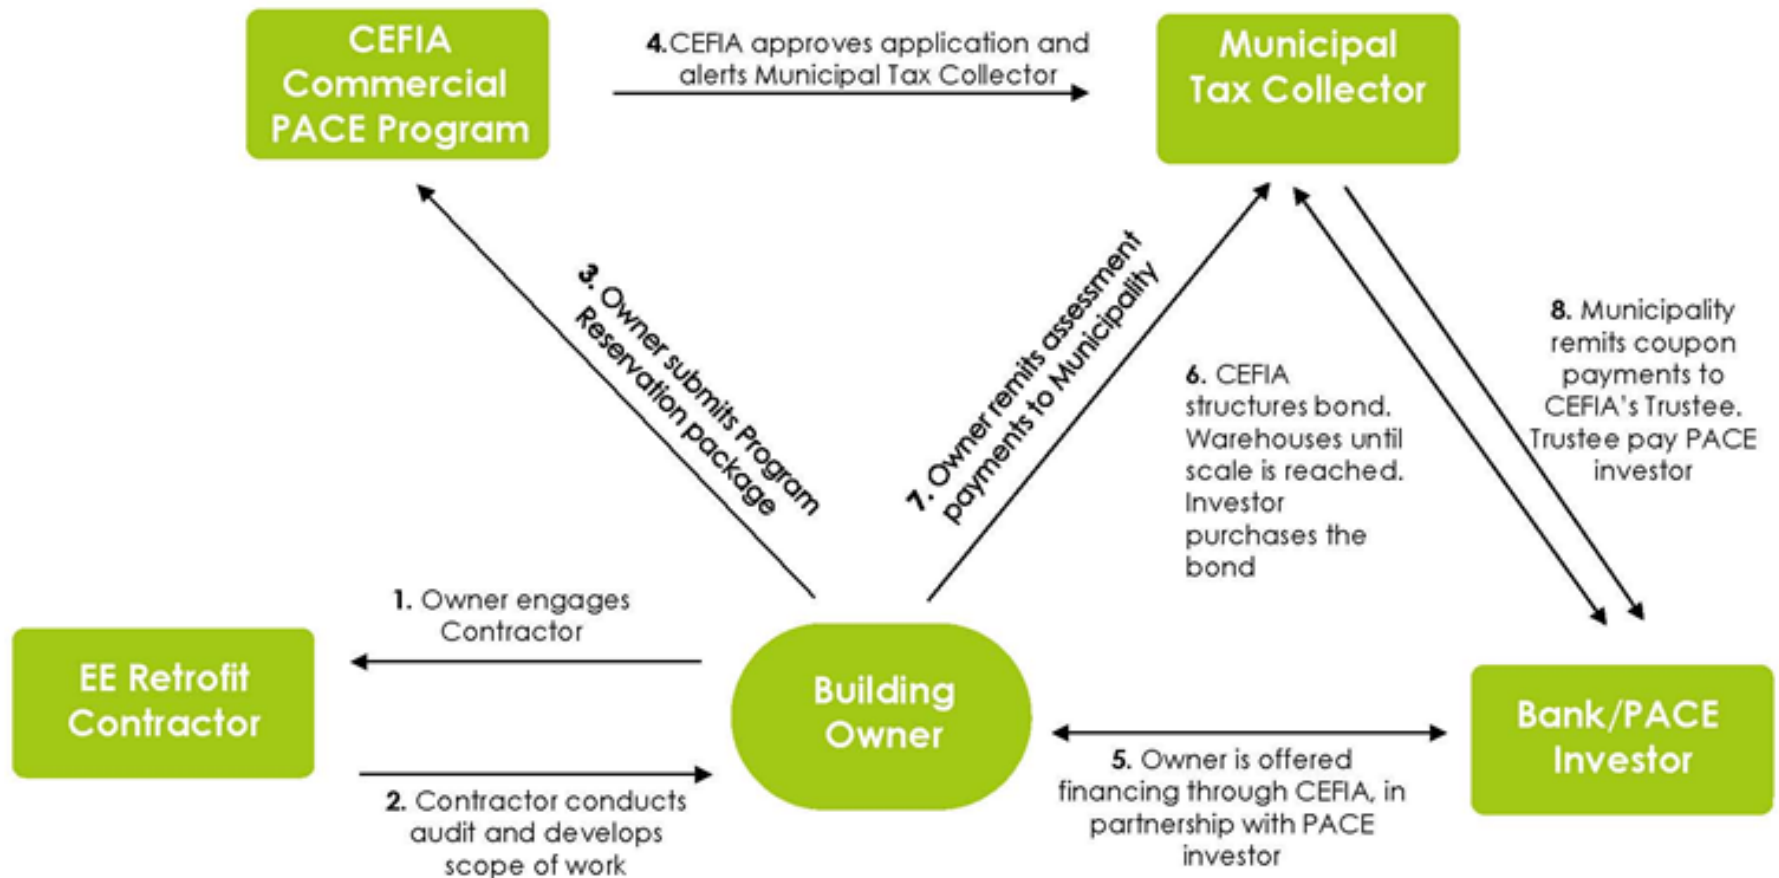 CEFIA
Commercial
PACE Program
4.CEFIA approves application and
alerts Municipal Tax Collector
Municipal
Tax Collector
3. Owner submits Program
Reservation package
7. Owner remits assessment
payments to Municipality
6. CEFIA
structures bond.
Warehouses until
scale is reached.
Investor
purchases the
bond
8. Municipality
remits coupon
payments to
CEFIA's Trustee.
Trustee pay PACE
investor
1. Owner engages
Contractor
EE Retrofit
Contractor
2. Contractor conducts
audit and develops
scope of work
Building
Owner
5. Owner is offered
financing through CEFIA, in
partnership with PACE
investor
Bank/PACE
Investor